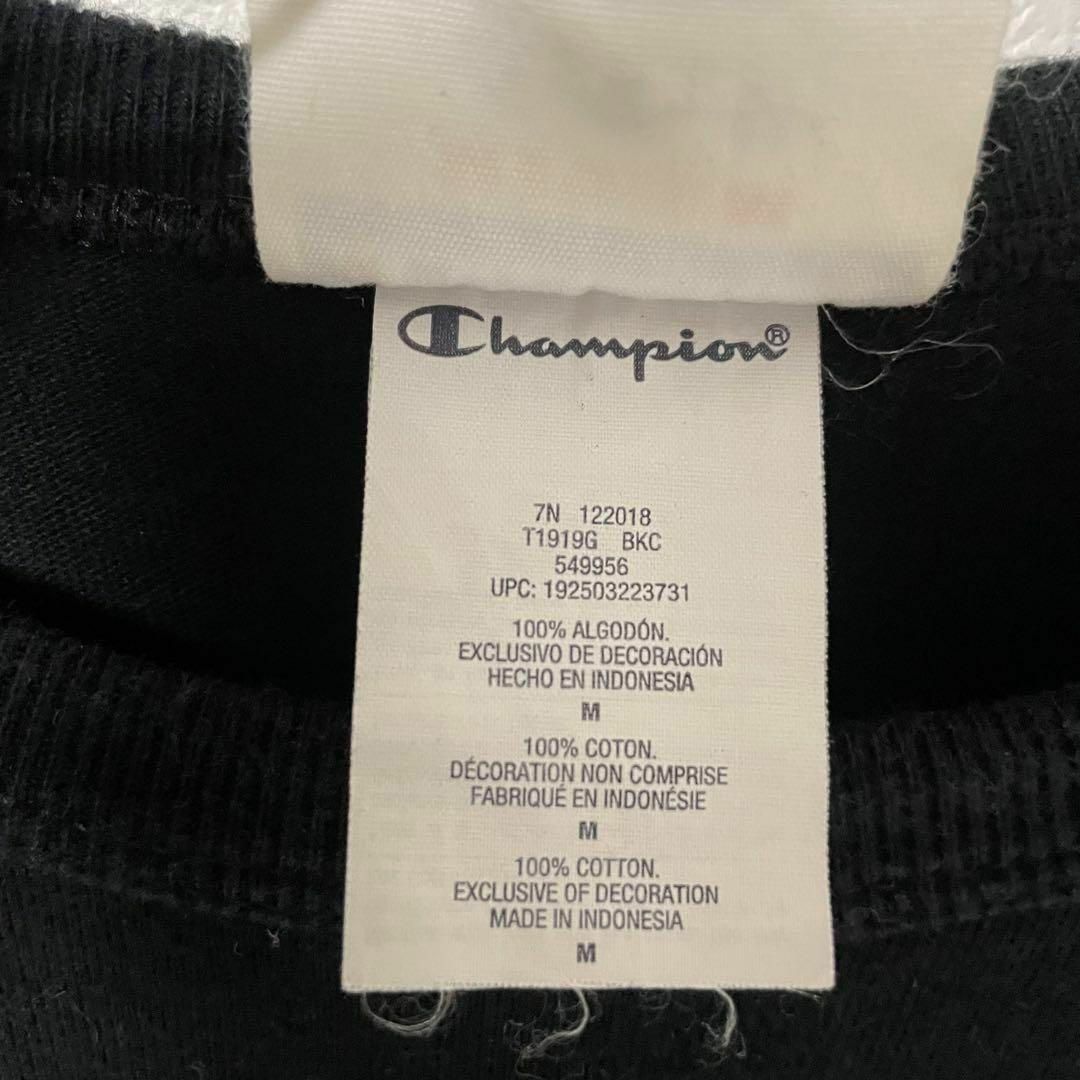 Champion®
7N 122018
T1919G BKC
549956
UPC: 192503223731
100% ALGODÓN.
EXCLUSIVO DE DECORACIÓN
HECHO EN INDONESIA
M
100% COTON.
DÉCORATION NON COMPRISE
FABRIQUÉ EN INDONÉSIE
M
100% COTTON.
EXCLUSIVE OF DECORATION
MADE IN INDONESIA
M